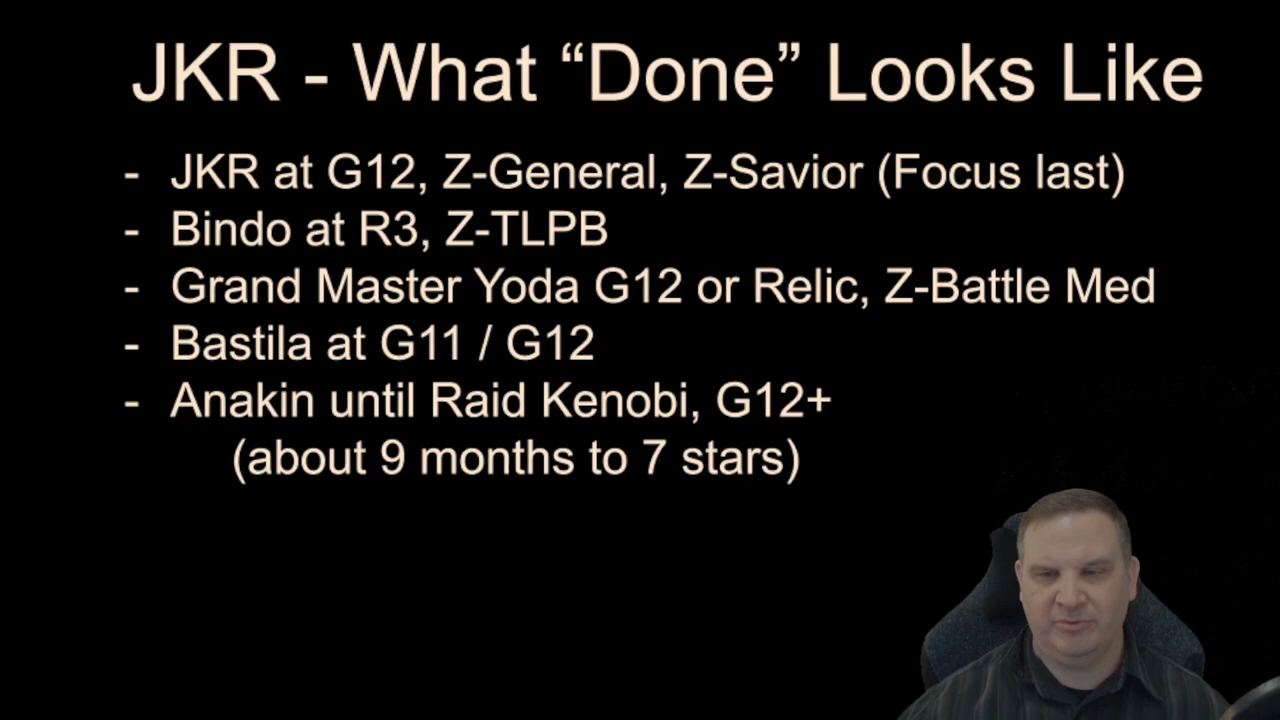 JKR - What “Done” Looks Like
- JKR at G12, Z-General, Z-Savior (Focus last)
- Bindo at R3, Z-TLPB
- Grand Master Yoda G12 or Relic, Z-Battle Med
- Bastila at G11 / G12
- Anakin until Raid Kenobi, G12+
(about 9 months to 7 stars)